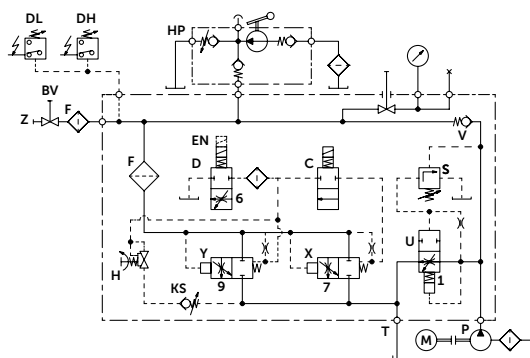 DL DH HP
BV
Z F V
EN
F D C S
6
Y X U
H 9 7 1
KS
T M P